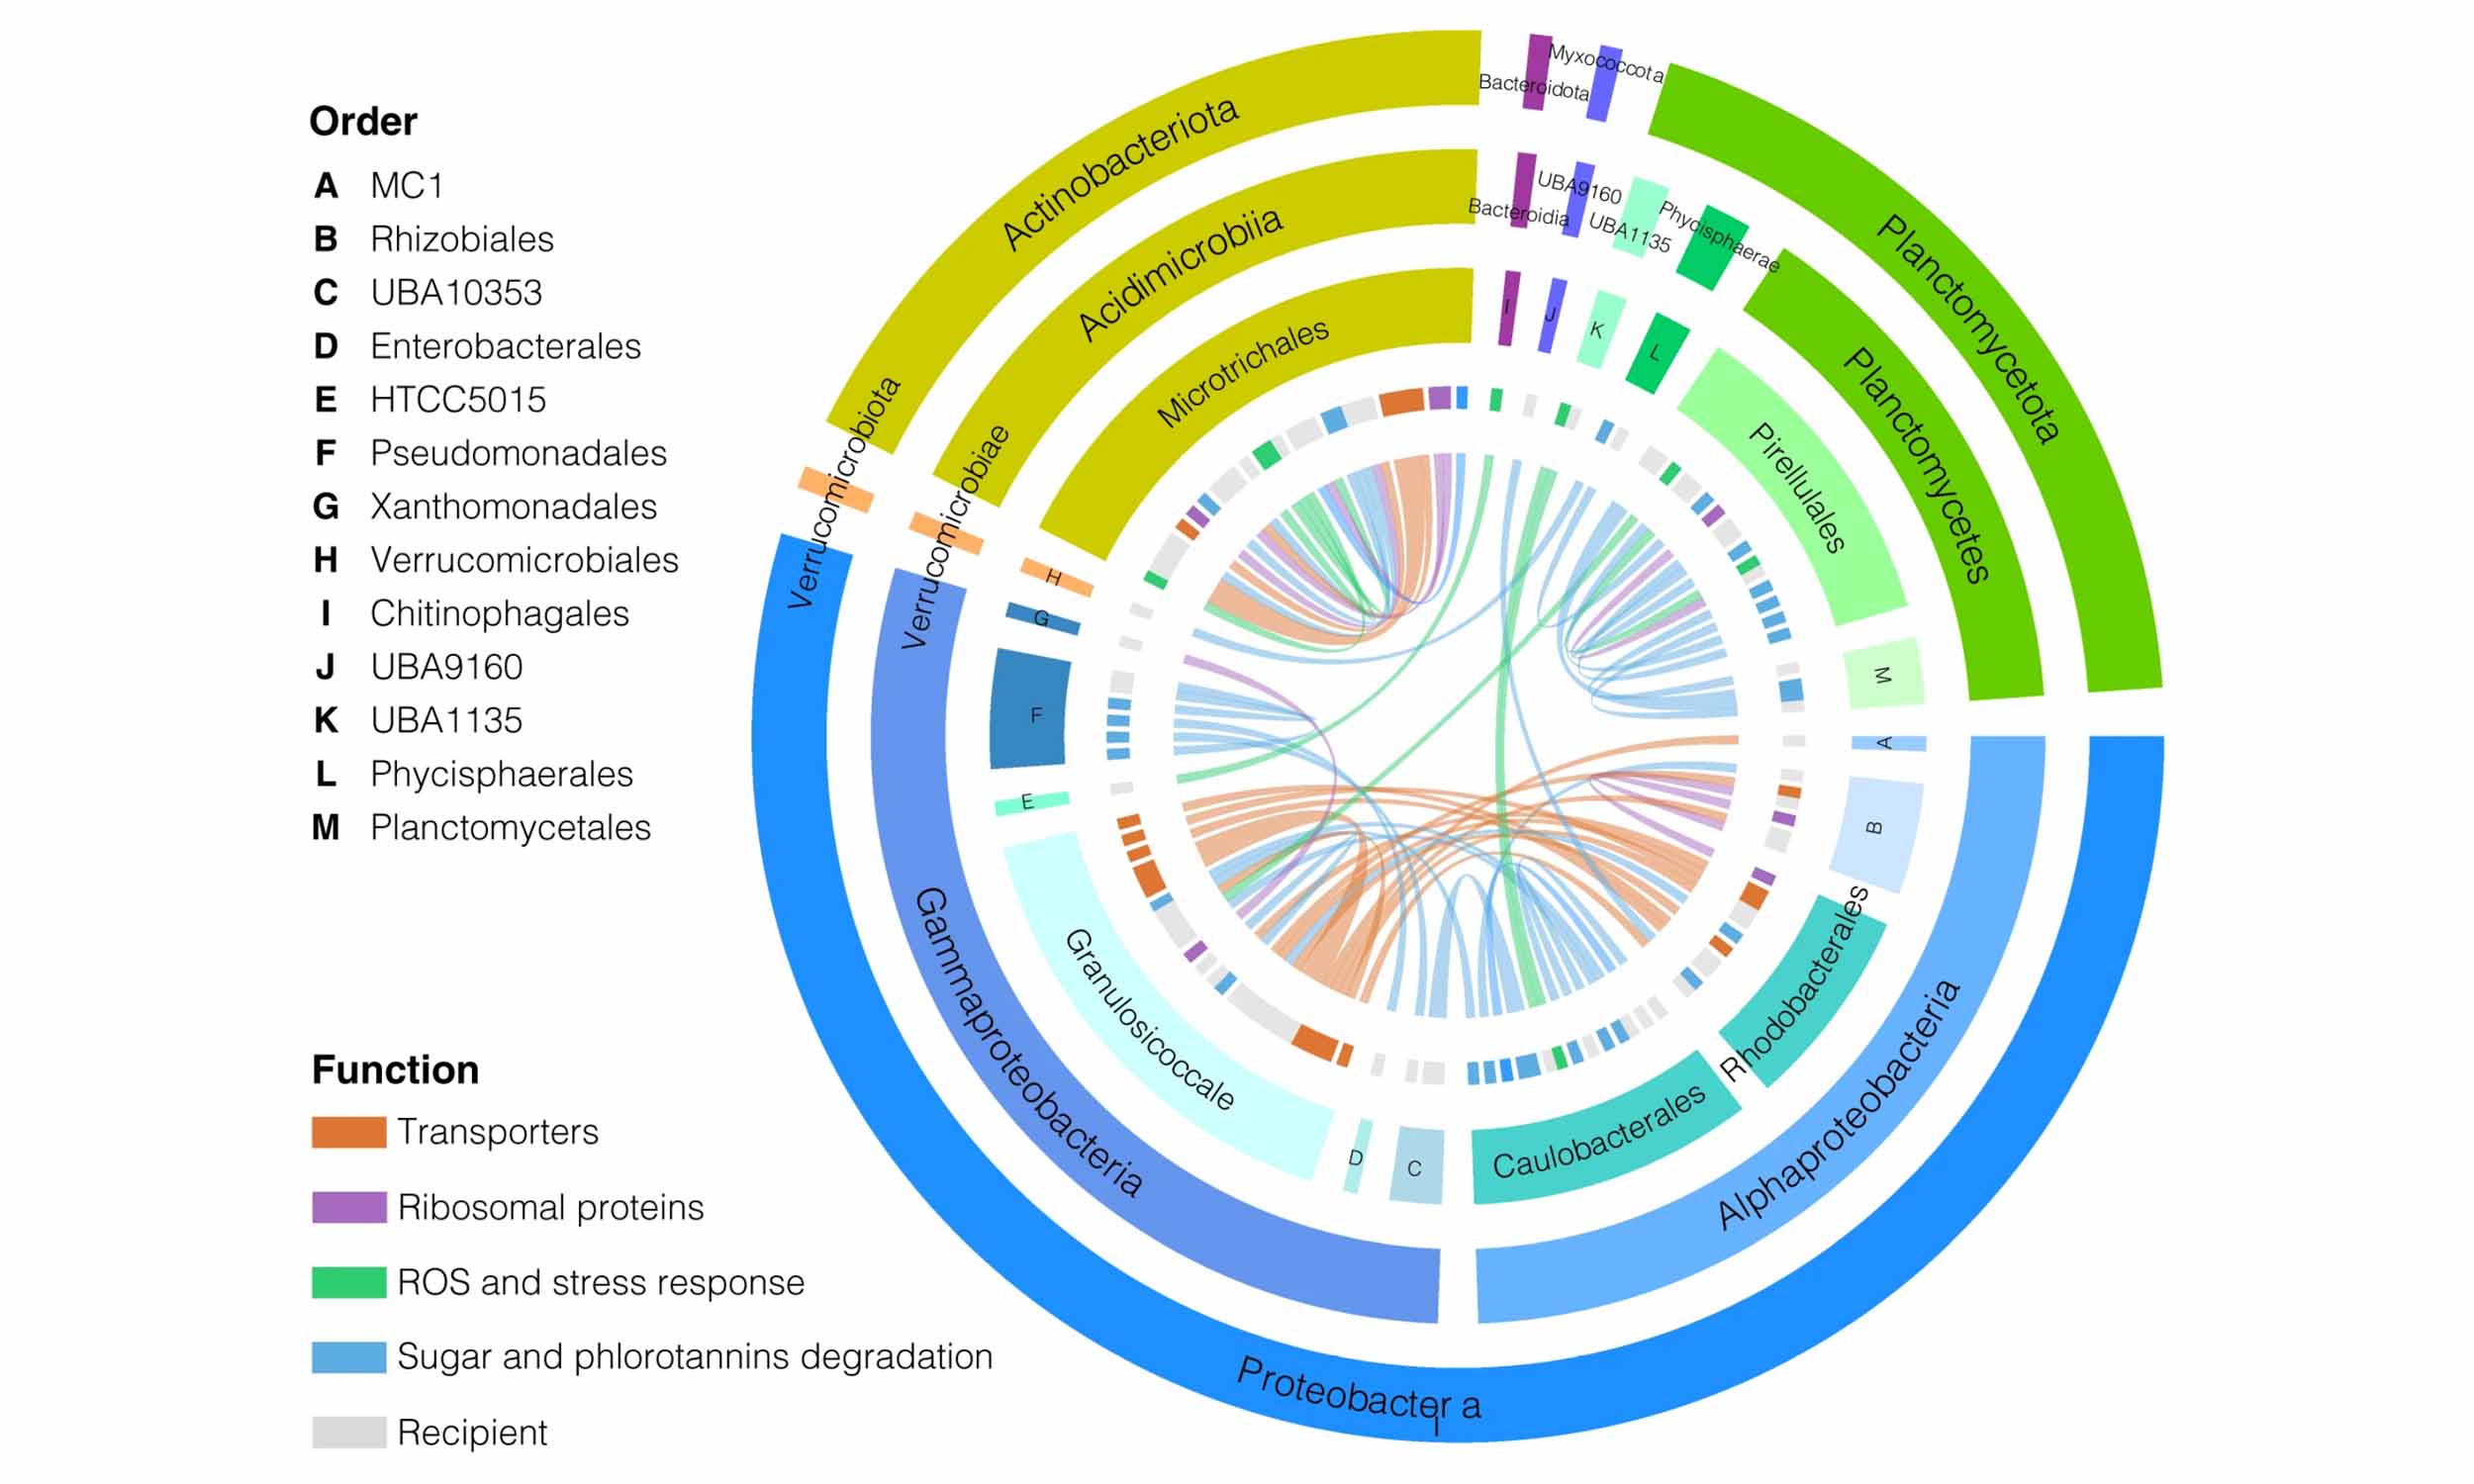 Order
A MC1
B Rhizobiales
C UBA10353
D Enterobacterales
E HTCC5015
F Pseudomonadales
G Xanthomonadales
H Verrucomicrobiales
I Chitinophagales
J UBA9160
K UBA1135
L Phycisphaerales
M Planctomycetales
Function
Transporters
Ribosomal proteins
ROS and stress response
Sugar and phlorotannins degradation
Recipient
Actinobacteriota
Bacteroidota
Myxococcota
Planctomycetota
Proteobacteria
Verrucomicrobiota
Acidimicrobiia
Bacteroidia
UBA9160
UBA1135
Phycisphaerae
Planctomycetes
Alphaproteobacteria
Gammaproteobacteria
Verrucomicrobiae
Microtrichales
I
J
K
L
Pirellulales
M
A
B
Rhodobacterales
Caulobacterales
C
D
Granulosicoccale
E
F
G
H